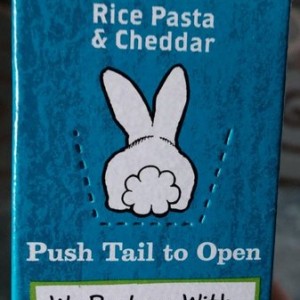 Rice Pasta
& Cheddar
Push Tail to Open